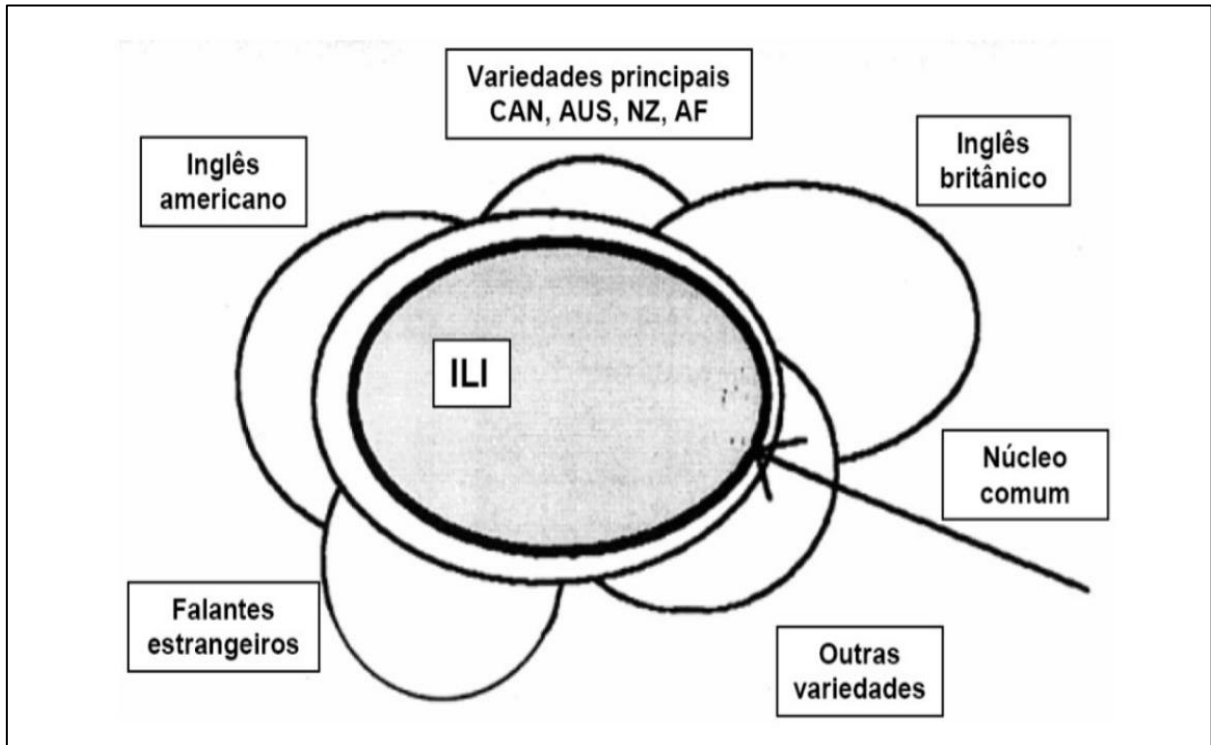 Variedades principais
CAN, AUS, NZ, AF
Inglês
americano
Inglês
britânico
ILI
Núcleo
comum
Falantes
estrangeiros
Outras
variedades